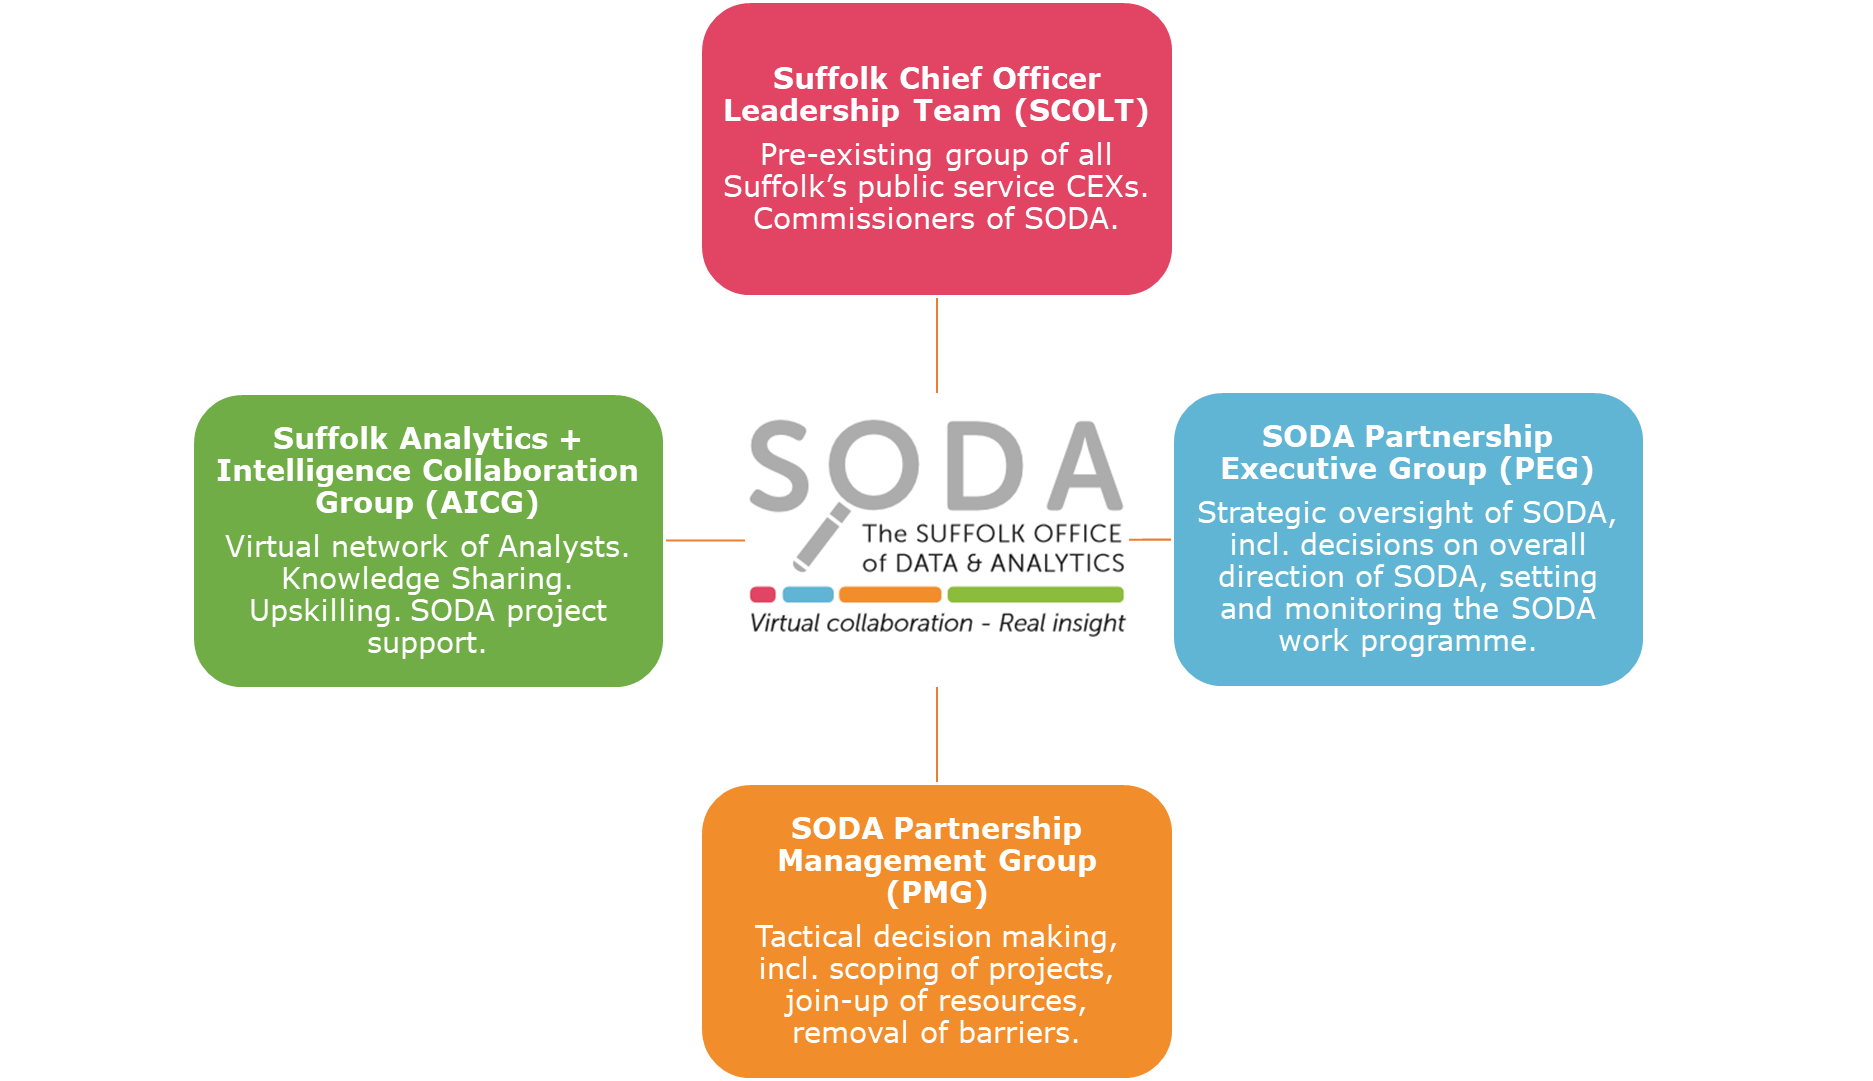 Suffolk Chief Officer
Leadership Team (SCOLT)
Pre-existing group of all
Suffolk’s public service CEXs.
Commissioners of SODA.
Suffolk Analytics +
Intelligence Collaboration
Group (AICG)
Virtual network of Analysts.
Knowledge Sharing.
Upskilling. SODA project
support.
SODA
The SUFFOLK OFFICE
of DATA & ANALYTICS
Virtual collaboration - Real insight
SODA Partnership
Executive Group (PEG)
Strategic oversight of SODA,
incl. decisions on overall
direction of SODA, setting
and monitoring the SODA
work programme.
SODA Partnership
Management Group
(PMG)
Tactical decision making,
incl. scoping of projects,
join-up of resources,
removal of barriers.